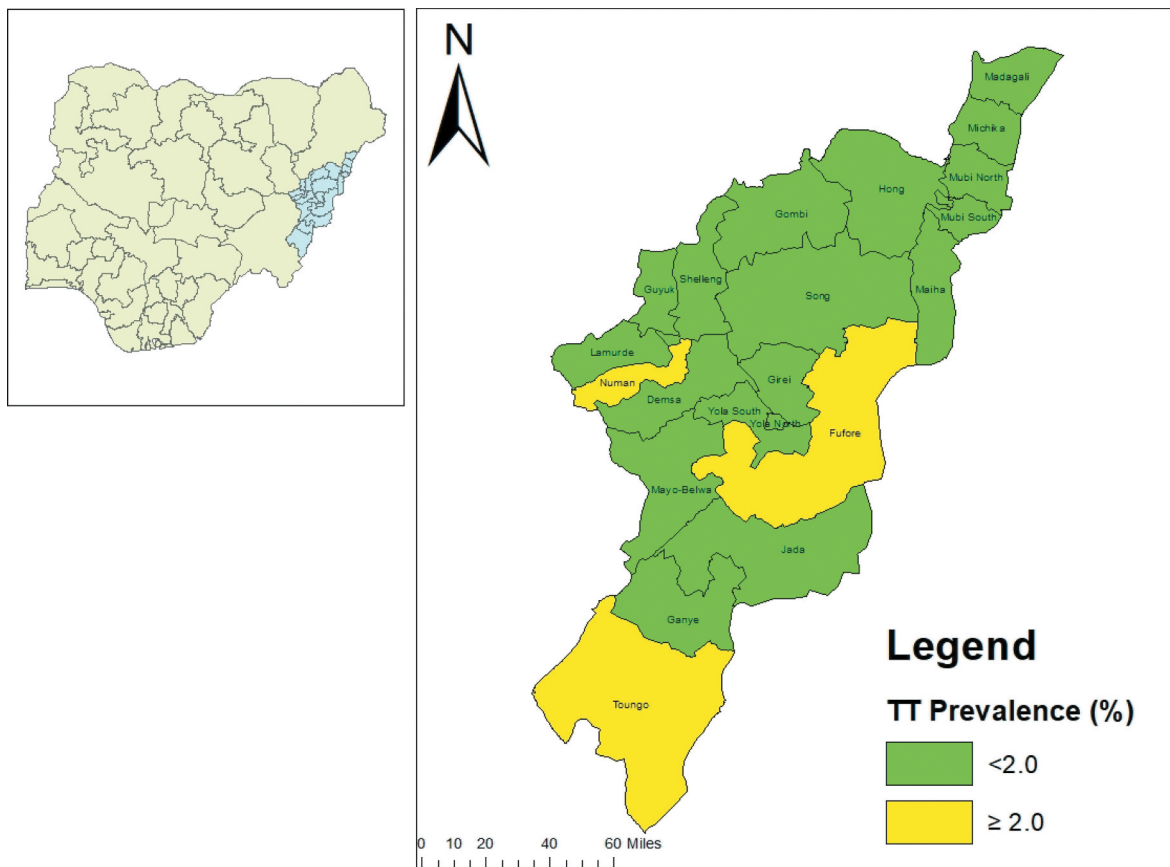 N
Madagali
Michika
Mubi North
Hong
Mubi South
Gombi
Shelleng
Guyuk
Song
Maiha
Lamurde
Girei
Numan
Demsa
Yola South
Yola North
Fufore
Mayo-Belwa
Jada
Ganye
Toungo
Legend
TT Prevalence (%)
<2.0
≥ 2.0
0 10 20 40 60 Miles